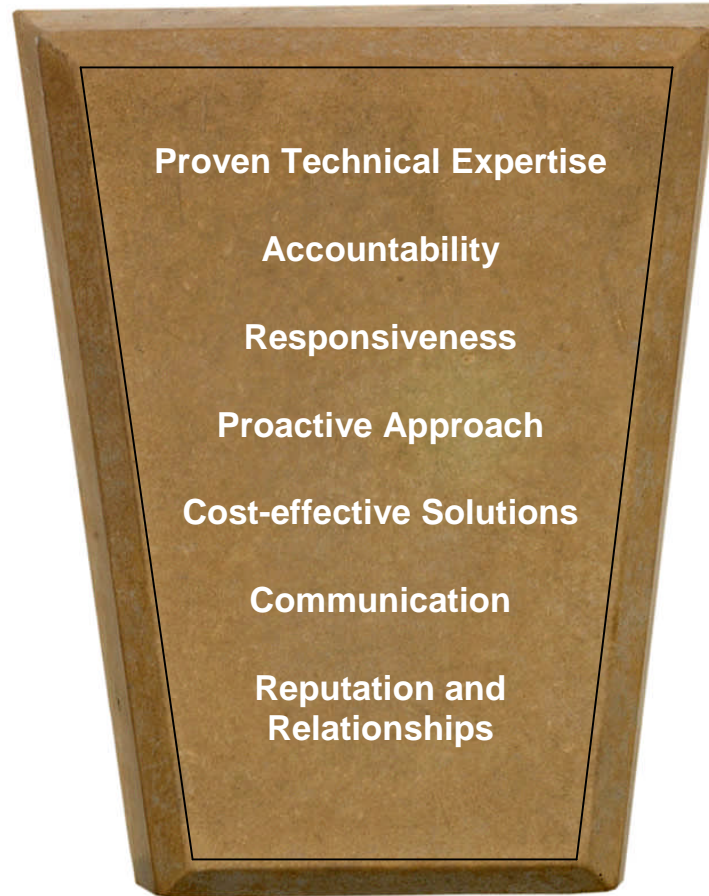 Proven Technical Expertise
Accountability
Responsiveness
Proactive Approach
Cost-effective Solutions
Communication
Reputation and
Relationships